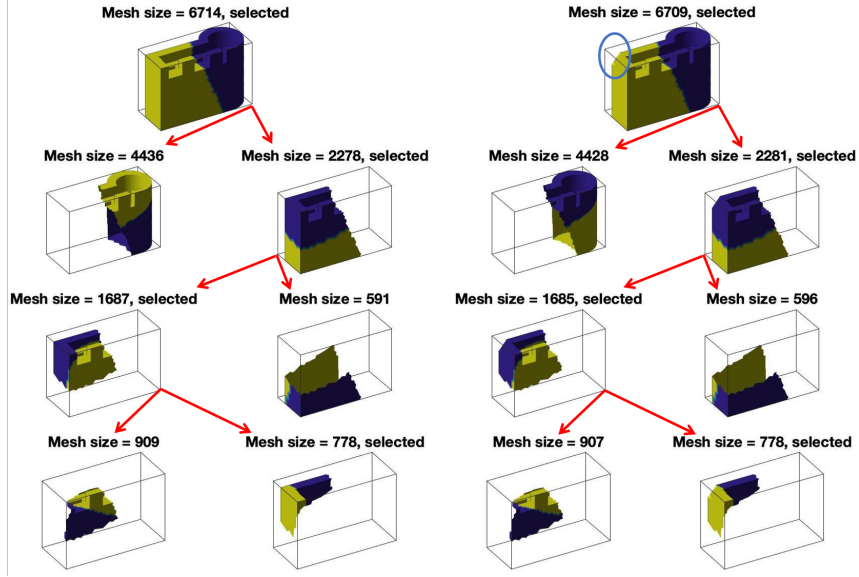 Mesh size = 6714, selected
Mesh size = 6709, selected
Mesh size = 4436
Mesh size = 2278, selected
Mesh size = 4428
Mesh size = 2281, selected
Mesh size = 1687, selected
Mesh size = 591
Mesh size = 1685, selected
Mesh size = 596
Mesh size = 909
Mesh size = 778, selected
Mesh size = 907
Mesh size = 778, selected